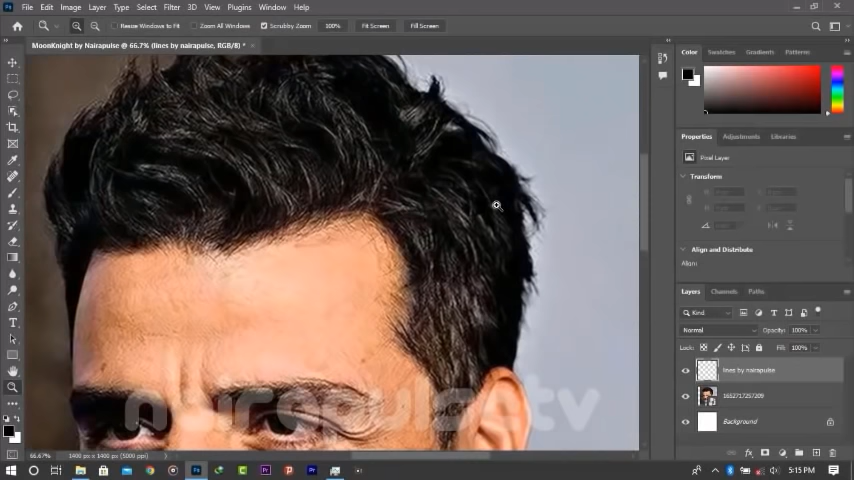 File Edit Image Layer Type Select Filter 3D View Plugins Window Help
Resize Windows to Fit Zoom All Windows Scrubby Zoom 100% Fit Screen Fill Screen
MoonKnight by Nairapulse @ 66.7% (lines by nairapulse, RGB/8) *
Color Swatches Gradients Patterns
Properties Adjustments Libraries
Pixel Layer
Transform
Align and Distribute
Align:
Layers Channels Paths
Kind
Normal Opacity: 100%
Lock: Fill: 100%
lines by nairapulse
1652717257209
Background
nairapulsetv
66.67% 1400 px x 1400 px (5000 ppi)
5:15 PM